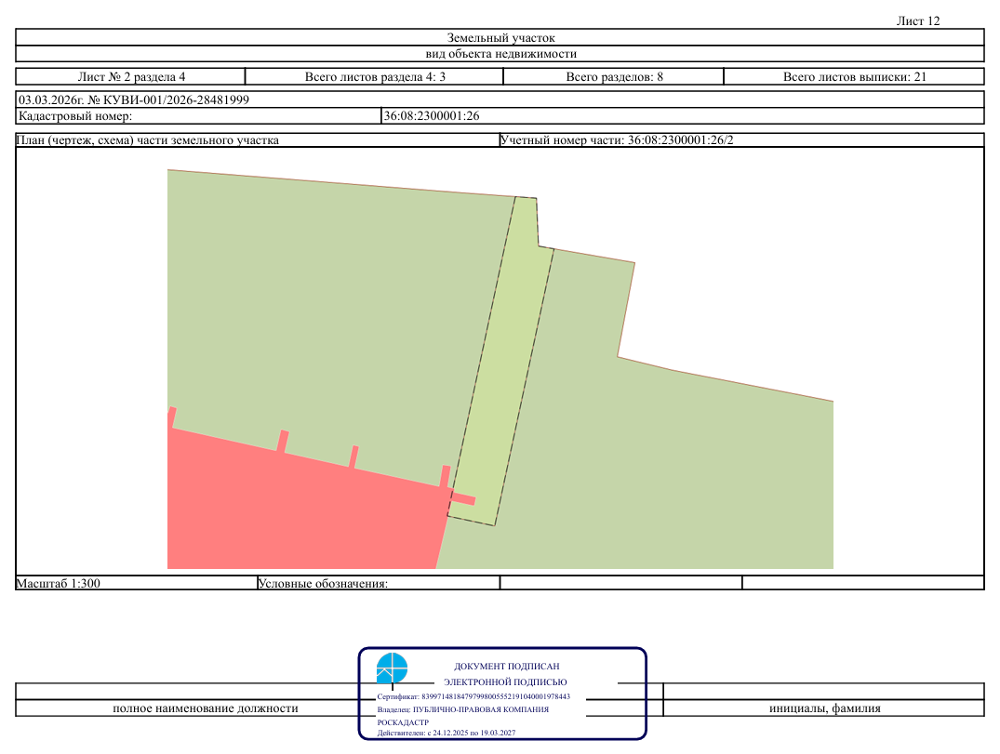 Лист 12
Земельный участок
вид объекта недвижимости
Лист № 2 раздела 4 Всего листов раздела 4: 3 Всего разделов: 8 Всего листов выписки: 21
03.03.2026г. № КУВИ-001/2026-28481999
Кадастровый номер: 36:08:2300001:26
План (чертеж, схема) части земельного участка Учетный номер части: 36:08:2300001:26/2
Масштаб 1:300 Условные обозначения:
ДОКУМЕНТ ПОДПИСАН
ЭЛЕКТРОННОЙ ПОДПИСЬЮ
Сертификат: 83997148184797998005552191040001978443
полное наименование должности Владелец: ПУБЛИЧНО-ПРАВОВАЯ КОМПАНИЯ инициалы, фамилия
РОСКАДАСТР
Действителен: с 24.12.2025 по 19.03.2027